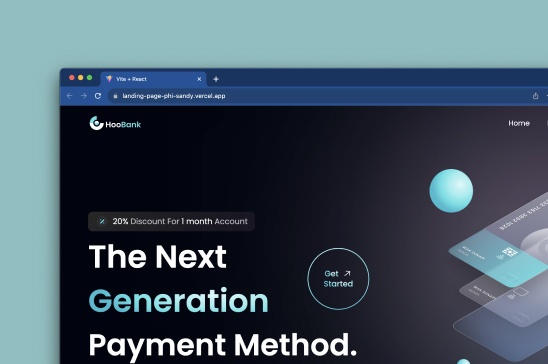 Vite + React
landing-page-phi-sandy.vercel.app
HooBank
Home
20% Discount For 1 month Account
The Next
Get
Started
Generation
Payment Method.